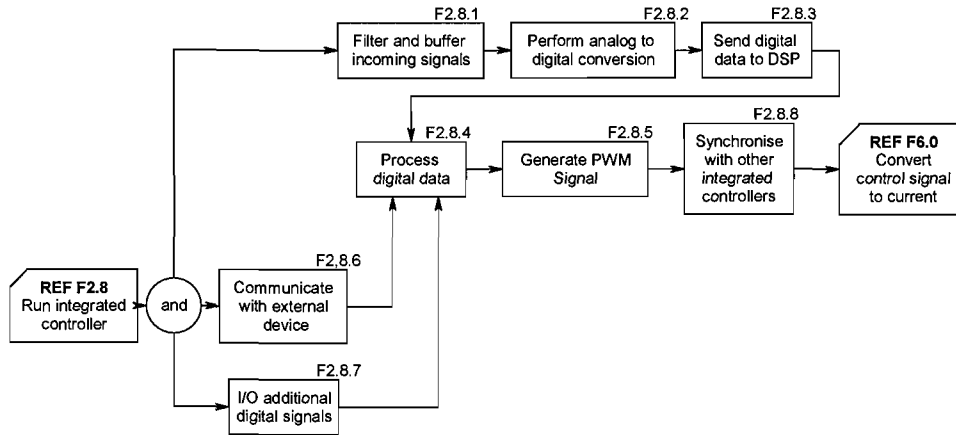 F2.8.1
Filter and buffer
incoming signals
F2.8.2
Perform analog to
digital conversion
F2.8.3
Send digital
data to DSP
F2.8.4
Process
digital data
F2.8.5
Generate PWM
Signal
F2.8.8
Synchronise
with other
integrated
controllers
REF F6.0
Convert
control signal
to current
REF F2.8
Run integrated
controller
and
F2,8.6
Communicate
with external
device
F2.8.7
I/O additional
digital signals